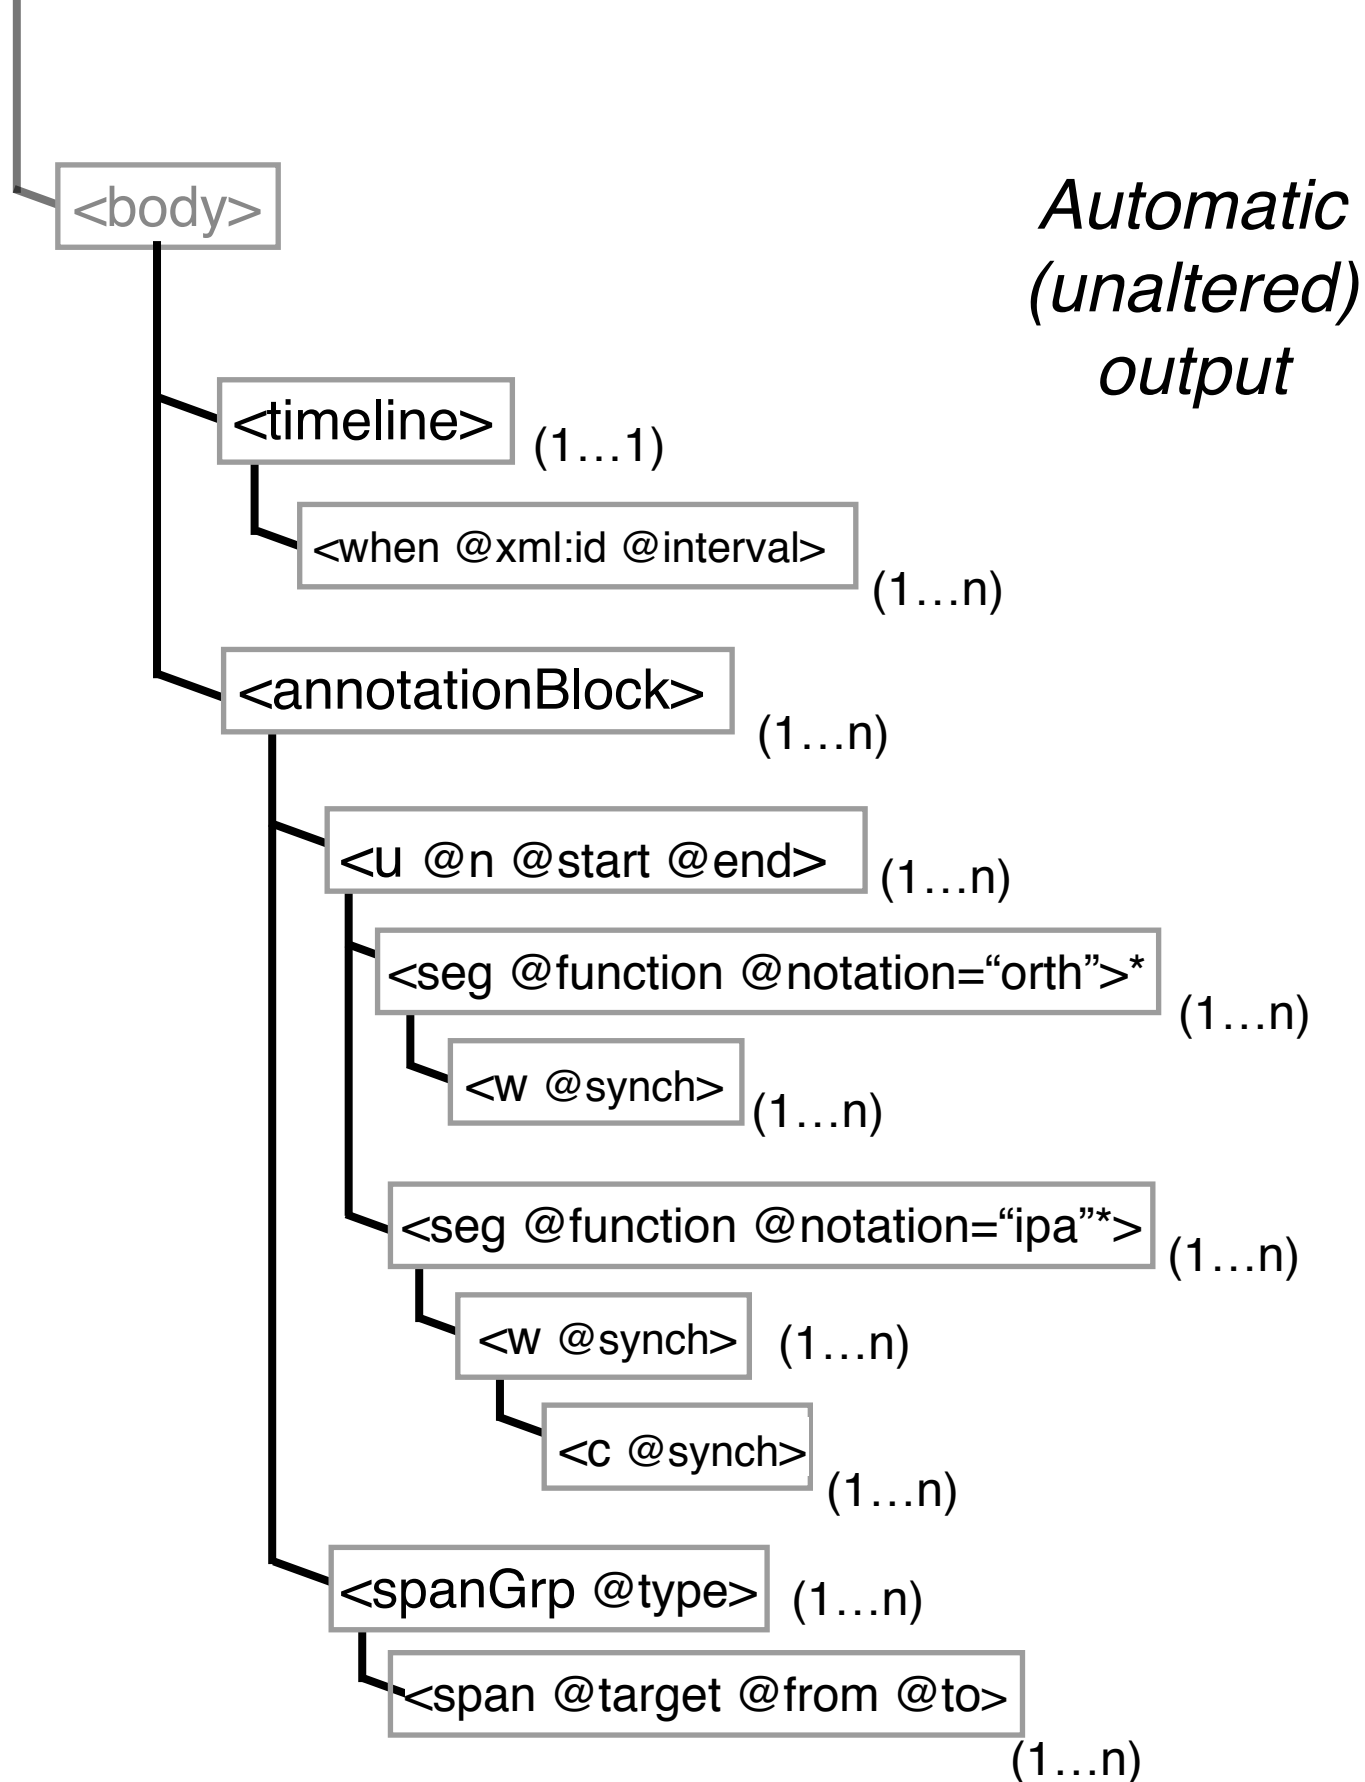 <body>
Automatic
(unaltered)
output
<timeline>
(1…1)
<when @xml:id @interval>
(1…n)
<annotationBlock>
(1…n)
<u @n @start @end>
(1…n)
<seg @function @notation=“orth”>*
(1…n)
<w @synch>
(1…n)
<seg @function @notation=“ipa”*>
(1…n)
<w @synch>
(1…n)
<c @synch>
(1…n)
<spanGrp @type>
(1…n)
<span @target @from @to>
(1…n)